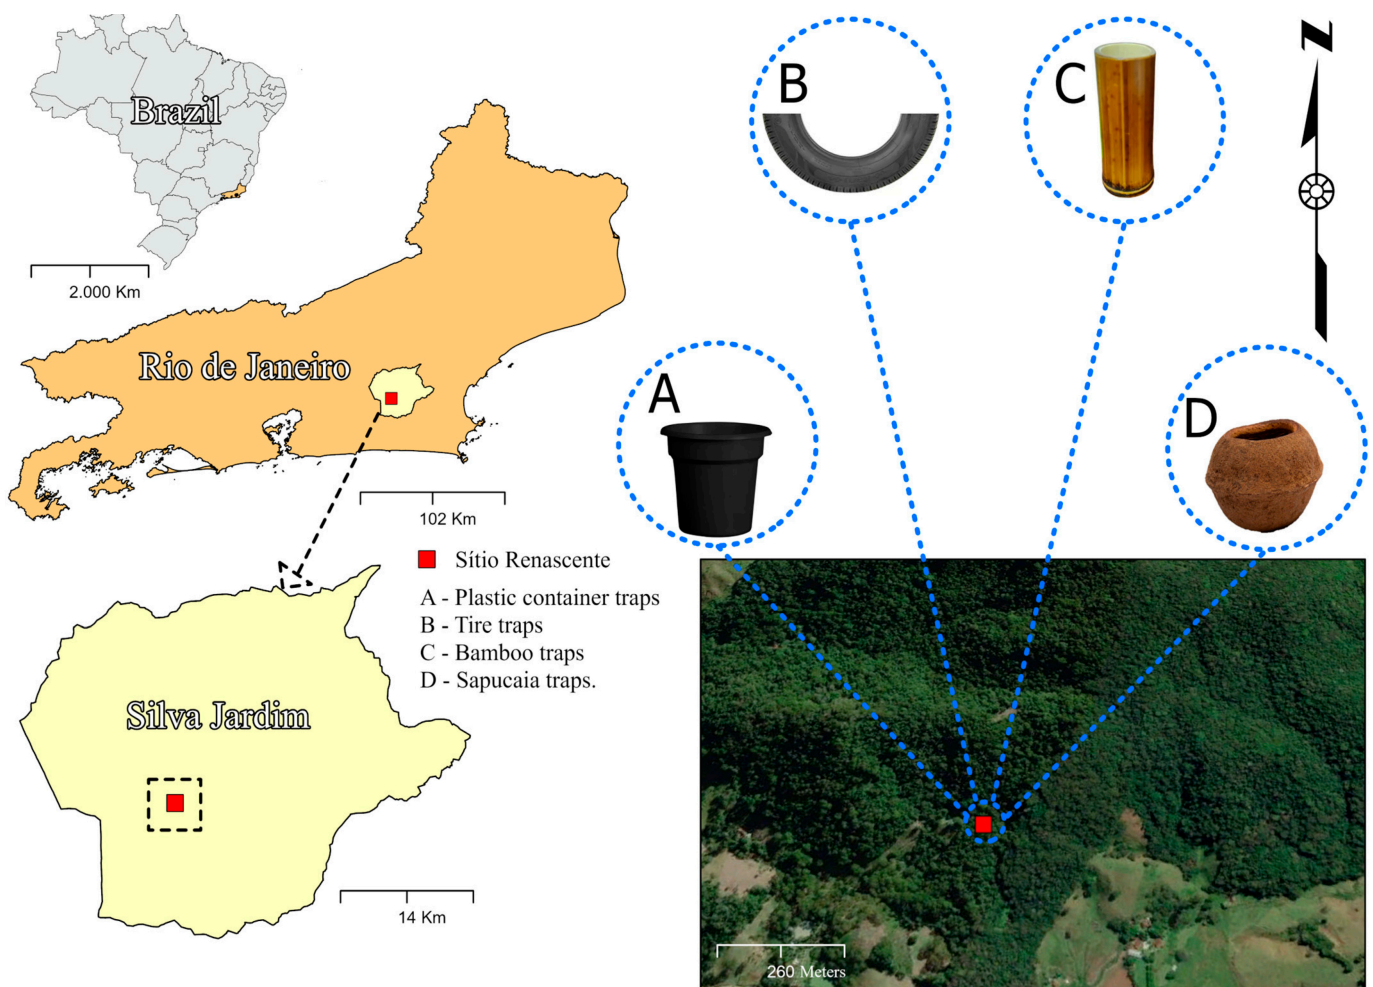 Brazil
2.000 Km
Rio de Janeiro
102 Km
Sítio Renascente
A - Plastic container traps
B - Tire traps
C - Bamboo traps
D - Sapucaia traps.
Silva Jardim
14 Km
A
B
C
D
N
260 Meters